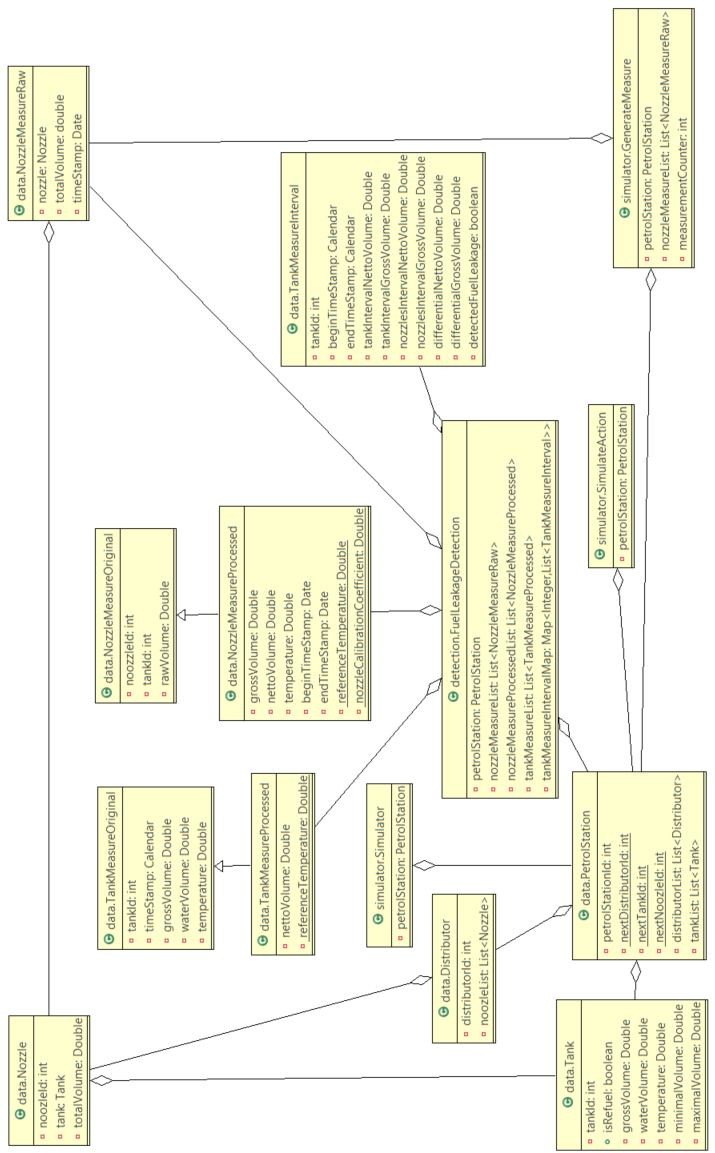 data.Nozzle
noozleId: int
tank: Tank
totalVolume: Double
data.NozzleMeasureRaw
nozzle: Nozzle
totalVolume: double
timeStamp: Date
data.TankMeasureOriginal
tankId: int
timeStamp: Calendar
grossVolume: Double
waterVolume: Double
temperature: Double
data.NozzleMeasureOriginal
noozleId: int
tankId: int
rawVolume: Double
data.TankMeasureProcessed
nettoVolume: Double
referenceTemperature: Double
data.NozzleMeasureProcessed
grossVolume: Double
nettoVolume: Double
temperature: Double
beginTimeStamp: Date
endTimeStamp: Date
referenceTemperature: Double
nozzleCalibrationCoefficient: Double
data.TankMeasureInterval
tankId: int
beginTimeStamp: Calendar
endTimeStamp: Calendar
tankIntervalNettoVolume: Double
tankIntervalGrossVolume: Double
nozzlesIntervalNettoVolume: Double
nozzlesIntervalGrossVolume: Double
differentialNettoVolume: Double
differentialGrossVolume: Double
detectedFuelLeakage: boolean
simulator.Simulator
petrolStation: PetrolStation
data.Distributor
distributorId: int
noozleList: List<Nozzle>
detection.FuelLeakageDetection
petrolStation: PetrolStation
nozzleMeasureList: List<NozzleMeasureRaw>
nozzleMeasureProcessedList: List<NozzleMeasureProcessed>
tankMeasureList: List<TankMeasureProcessed>
tankMeasureIntervalMap: Map<Integer,List<TankMeasureInterval>>
data.Tank
tankId: int
isRefuel: boolean
grossVolume: Double
waterVolume: Double
temperature: Double
minimalVolume: Double
maximalVolume: Double
data.PetrolStation
petrolStationId: int
nextDistributorId: int
nextTankId: int
nextNoozleId: int
distributorList: List<Distributor>
tankList: List<Tank>
simulator.SimulateAction
petrolStation: PetrolStation
simulator.GenerateMeasure
petrolStation: PetrolStation
nozzleMeasureList: List<NozzleMeasureRaw>
measurementCounter: int